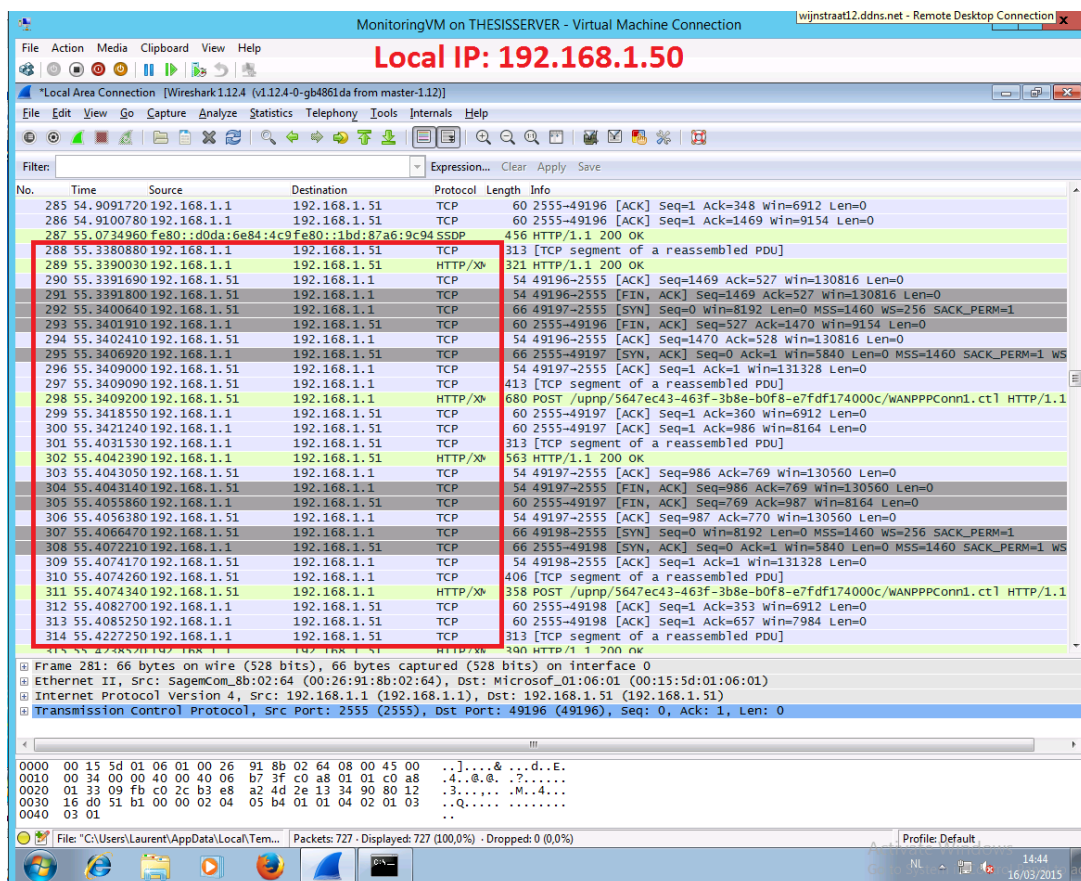 MonitoringVM on THESISSERVER - Virtual Machine Connection
wijnstraat12.ddns.net - Remote Desktop Connection
x
File Action Media Clipboard View Help
Local IP: 192.168.1.50
*Local Area Connection [Wireshark 1.12.4 (v1.12.4-0-gb4861da from master-1.12)]
File Edit View Go Capture Analyze Statistics Telephony Tools Internals Help
Filter: Expression... Clear Apply Save
No. Time Source Destination Protocol Length Info
285 54.9091720 192.168.1.1 192.168.1.51 TCP 60 2555→49196 [ACK] Seq=1 Ack=348 Win=6912 Len=0
286 54.9100780 192.168.1.1 192.168.1.51 TCP 60 2555→49196 [ACK] Seq=1 Ack=1469 Win=9154 Len=0
287 55.0734960 fe80::d0da:6e84:4c9 fe80::1bd:87a6:9c94 SSDP 456 HTTP/1.1 200 OK
288 55.3380880 192.168.1.1 192.168.1.51 TCP 313 [TCP segment of a reassembled PDU]
289 55.3390030 192.168.1.1 192.168.1.51 HTTP/XM 321 HTTP/1.1 200 OK
290 55.3391690 192.168.1.51 192.168.1.1 TCP 54 49196→2555 [ACK] Seq=1469 Ack=527 Win=130816 Len=0
291 55.3391800 192.168.1.51 192.168.1.1 TCP 54 49196→2555 [FIN, ACK] Seq=1469 Ack=527 Win=130816 Len=0
292 55.3400640 192.168.1.51 192.168.1.1 TCP 66 49197→2555 [SYN] Seq=0 Win=8192 Len=0 MSS=1460 WS=256 SACK_PERM=1
293 55.3401910 192.168.1.1 192.168.1.51 TCP 60 2555→49196 [FIN, ACK] Seq=527 Ack=1470 Win=9154 Len=0
294 55.3402410 192.168.1.51 192.168.1.1 TCP 54 49196→2555 [ACK] Seq=1470 Ack=528 Win=130816 Len=0
295 55.3406920 192.168.1.1 192.168.1.51 TCP 66 2555→49197 [SYN, ACK] Seq=0 Ack=1 Win=5840 Len=0 MSS=1460 SACK_PERM=1 WS
296 55.3409000 192.168.1.51 192.168.1.1 TCP 54 49197→2555 [ACK] Seq=1 Ack=1 Win=131328 Len=0
297 55.3409090 192.168.1.51 192.168.1.1 TCP 413 [TCP segment of a reassembled PDU]
298 55.3409200 192.168.1.51 192.168.1.1 HTTP/XM 680 POST /upnp/5647ec43-463f-3b8e-b0f8-e7fdf174000c/WANPPPConn1.ctl HTTP/1.1
299 55.3418550 192.168.1.1 192.168.1.51 TCP 60 2555→49197 [ACK] Seq=1 Ack=360 Win=6912 Len=0
300 55.3421240 192.168.1.1 192.168.1.51 TCP 60 2555→49197 [ACK] Seq=1 Ack=986 Win=8164 Len=0
301 55.4031530 192.168.1.1 192.168.1.51 TCP 313 [TCP segment of a reassembled PDU]
302 55.4042390 192.168.1.1 192.168.1.51 HTTP/XM 563 HTTP/1.1 200 OK
303 55.4043050 192.168.1.51 192.168.1.1 TCP 54 49197→2555 [ACK] Seq=986 Ack=769 Win=130560 Len=0
304 55.4043140 192.168.1.51 192.168.1.1 TCP 54 49197→2555 [FIN, ACK] Seq=986 Ack=769 Win=130560 Len=0
305 55.4055860 192.168.1.1 192.168.1.51 TCP 60 2555→49197 [FIN, ACK] Seq=769 Ack=987 Win=8164 Len=0
306 55.4056380 192.168.1.51 192.168.1.1 TCP 54 49197→2555 [ACK] Seq=987 Ack=770 Win=130560 Len=0
307 55.4066470 192.168.1.51 192.168.1.1 TCP 66 49198→2555 [SYN] Seq=0 Win=8192 Len=0 MSS=1460 WS=256 SACK_PERM=1
308 55.4072210 192.168.1.1 192.168.1.51 TCP 66 2555→49198 [SYN, ACK] Seq=0 Ack=1 Win=5840 Len=0 MSS=1460 SACK_PERM=1 WS
309 55.4074170 192.168.1.51 192.168.1.1 TCP 54 49198→2555 [ACK] Seq=1 Ack=1 Win=131328 Len=0
310 55.4074260 192.168.1.51 192.168.1.1 TCP 406 [TCP segment of a reassembled PDU]
311 55.4074340 192.168.1.51 192.168.1.1 HTTP/XM 358 POST /upnp/5647ec43-463f-3b8e-b0f8-e7fdf174000c/WANPPPConn1.ctl HTTP/1.1
312 55.4082700 192.168.1.1 192.168.1.51 TCP 60 2555→49198 [ACK] Seq=1 Ack=353 Win=6912 Len=0
313 55.4085250 192.168.1.1 192.168.1.51 TCP 60 2555→49198 [ACK] Seq=1 Ack=657 Win=7984 Len=0
314 55.4227250 192.168.1.1 192.168.1.51 TCP 313 [TCP segment of a reassembled PDU]
315 55.4238520 192.168.1.1 192.168.1.51 HTTP/XM 390 HTTP/1.1 200 OK
Frame 281: 66 bytes on wire (528 bits), 66 bytes captured (528 bits) on interface 0
Ethernet II, Src: SagemCom_8b:02:64 (00:26:91:8b:02:64), Dst: Microsof_01:06:01 (00:15:5d:01:06:01)
Internet Protocol Version 4, Src: 192.168.1.1 (192.168.1.1), Dst: 192.168.1.51 (192.168.1.51)
Transmission Control Protocol, Src Port: 2555 (2555), Dst Port: 49196 (49196), Seq: 0, Ack: 1, Len: 0
0000 00 15 5d 01 06 01 00 26 91 8b 02 64 08 00 45 00 ..]....& ...d..E.
0010 00 34 00 00 40 00 40 06 b7 3f c0 a8 01 01 c0 a8 .4..@.@. .?......
0020 01 33 09 fb c0 2c b3 e8 a2 4d 2e 13 34 90 80 12 .3...,.. .M..4...
0030 16 d0 51 b1 00 00 02 04 05 b4 01 01 04 02 01 03 ..Q..... ........
0040 03 01 ..
File: "C:\Users\Laurent\AppData\Local\Tem... Packets: 727 · Displayed: 727 (100,0%) · Dropped: 0 (0,0%) Profile: Default
NL 14:44
16/03/2015